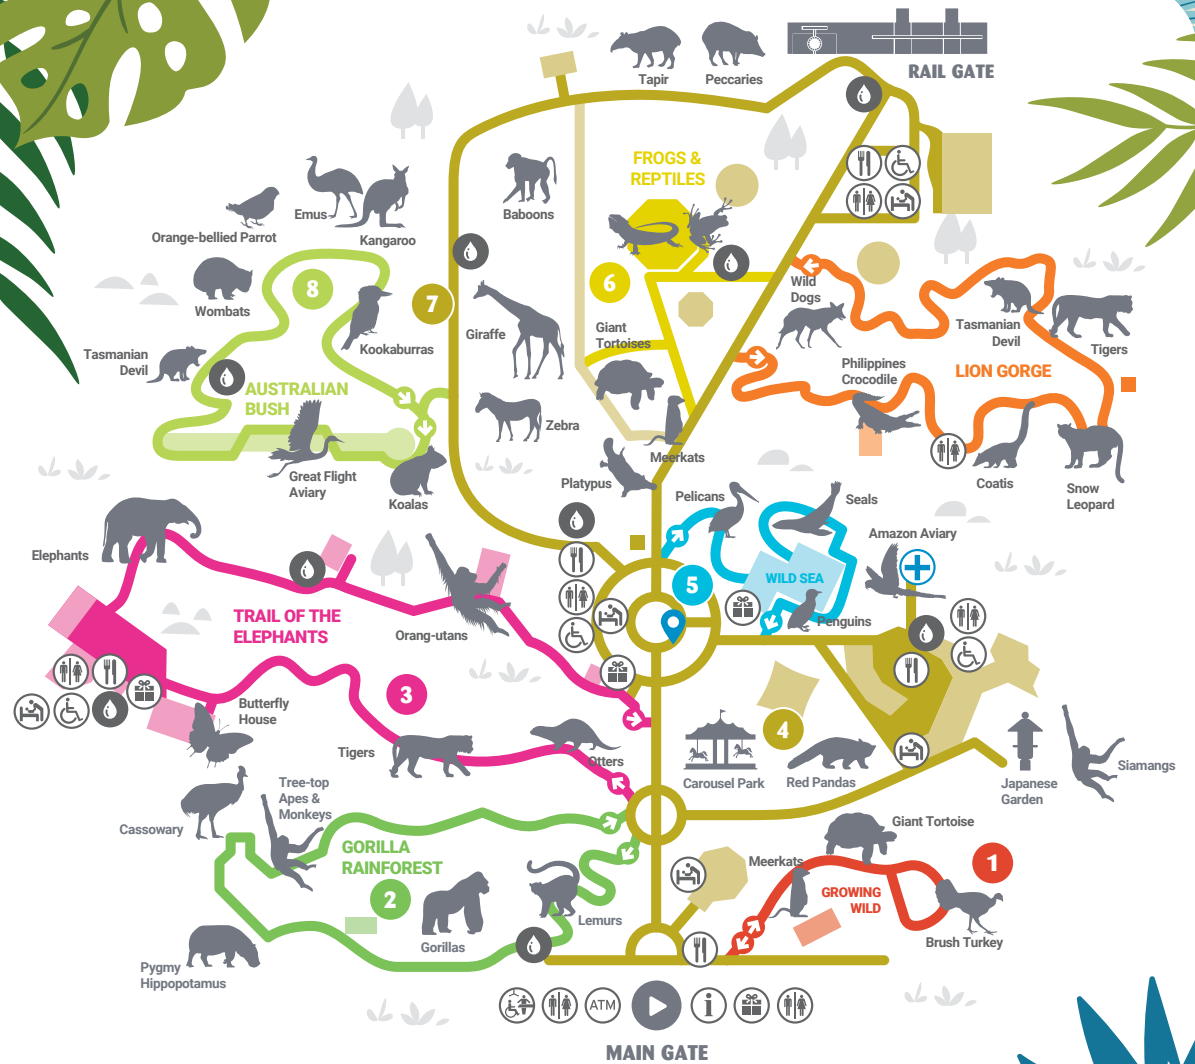 Tapir
Peccaries
RAIL GATE
FROGS &
REPTILES
Baboons
Emus
Kangaroo
Orange-bellied Parrot
Wombats
8
7
6
Giraffe
Giant
Tortoises
Wild
Dogs
Tasmanian
Devil
Tigers
Kookaburras
Tasmanian
Devil
AUSTRALIAN
BUSH
Philippines
Crocodile
LION GORGE
Zebra
Meerkats
Great Flight
Aviary
Koalas
Platypus
Pelicans
Seals
Coatis
Snow
Leopard
Amazon Aviary
Elephants
WILD SEA
5
Penguins
TRAIL OF THE
ELEPHANTS
Orang-utans
3
Butterfly
House
Tigers
Otters
4
Carousel Park
Red Pandas
Japanese
Garden
Siamangs
Tree-top
Apes &
Monkeys
Cassowary
GORILLA
RAINFOREST
2
Gorillas
Lemurs
Giant Tortoise
Meerkats
1
GROWING
WILD
Brush Turkey
Pygmy
Hippopotamus
ATM
i
MAIN GATE